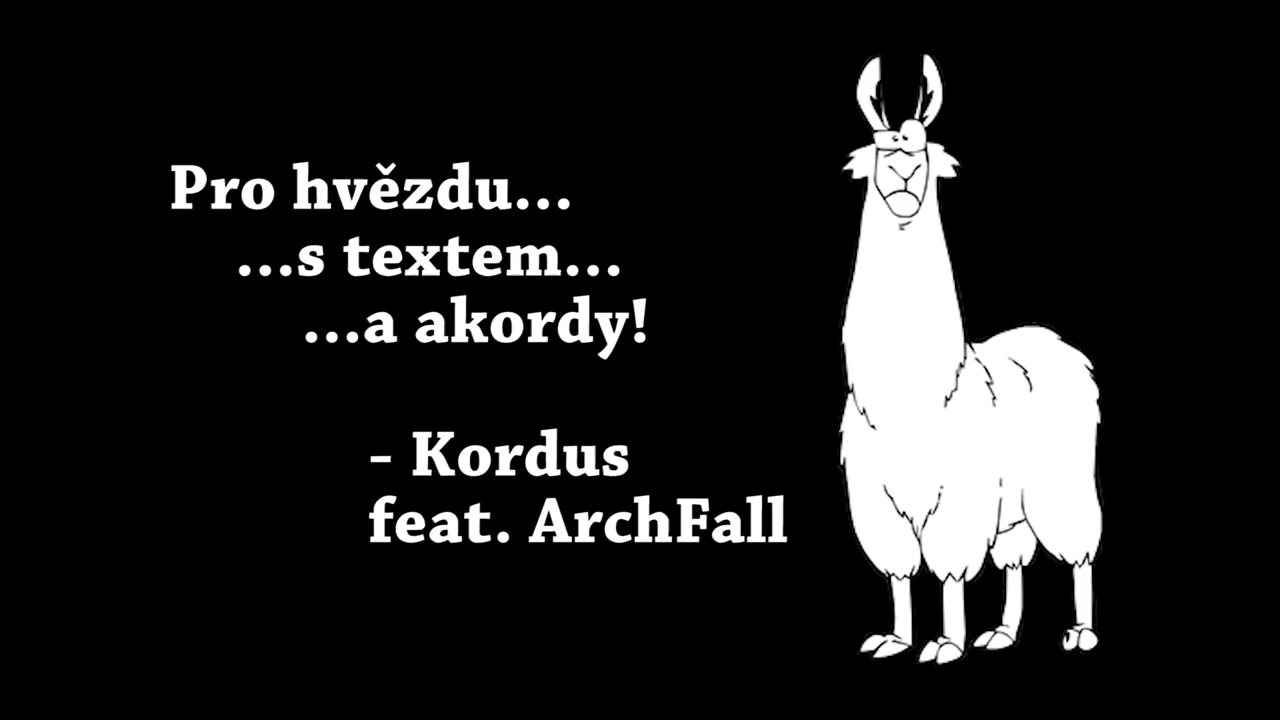 Pro hvězdu...
...s textem...
...a akordy!
- Kordus
feat. ArchFall